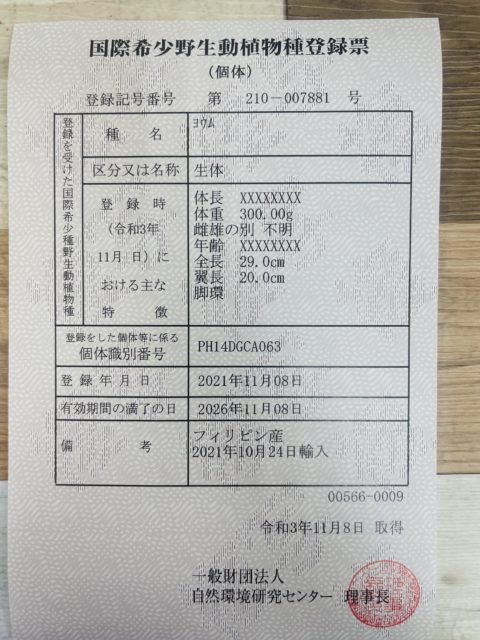 国際希少野生動植物種登録票
(個体)
登録記号番号 第 210-007881 号
登録を受けた国際希少種野生動植物種
種 名 ﾖｳﾑ
区分又は名称 生体
登 録 時
(令和3年
11月 日)に
おける主な
特 徴
体長 XXXXXXXX
体重 300.00g
雌雄の別 不明
年齢 XXXXXXXX
全長 29.0cm
翼長 20.0cm
脚環
登録をした個体等に係る
個体識別番号 PH14DGCA063
登録年月日 2021年11月08日
有効期間の満了の日 2026年11月08日
備 考 フィリピン産
2021年10月24日輸入
00566-0009
令和3年11月8日 取得
一般財団法人
自然環境研究センター 理事長